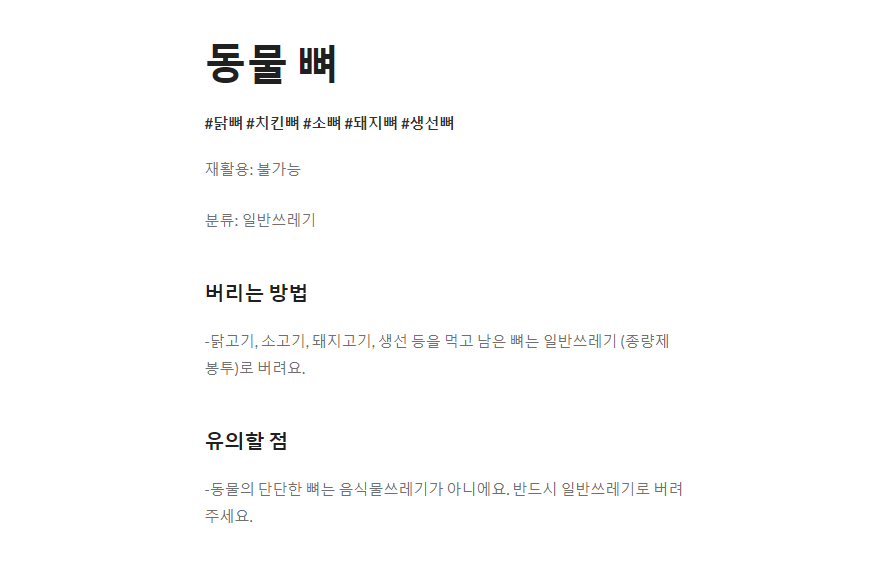 동물 뼈
#닭뼈 #치킨뼈 #소뼈 #돼지뼈 #생선뼈
재활용: 불가능
분류: 일반쓰레기
버리는 방법
-닭고기, 소고기, 돼지고기, 생선 등을 먹고 남은 뼈는 일반쓰레기 (종량제
봉투)로 버려요.
유의할 점
-동물의 단단한 뼈는 음식물쓰레기가 아니에요. 반드시 일반쓰레기로 버려
주세요.